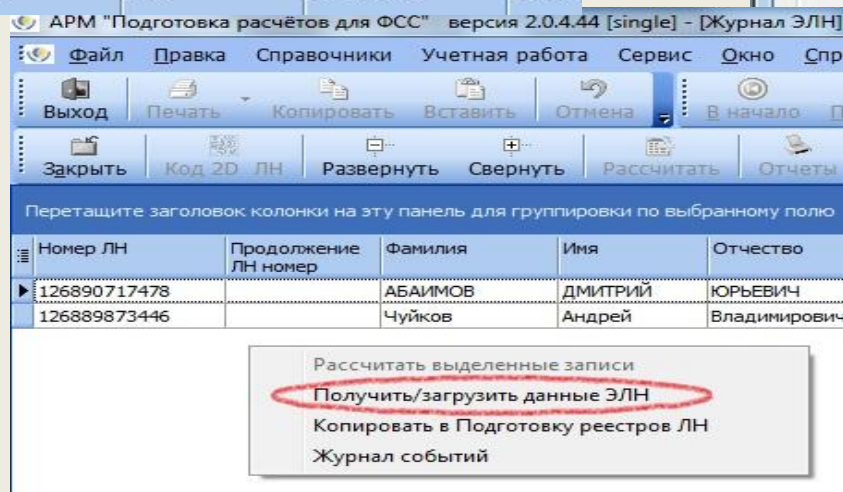 АРМ "Подготовка расчётов для ФСС" версия 2.0.4.44 [single] - [Журнал ЭЛН]
Файл Правка Справочники Учетная работа Сервис Окно Спр
Выход Печать Копировать Вставить Отмена В начало П
Закрыть Код 2D ЛН Развернуть Свернуть Рассчитать Отчеты
Перетащите заголовок колонки на эту панель для группировки по выбранному полю
Номер ЛН Продолжение ЛН номер Фамилия Имя Отчество
126890717478 АБАИМОВ ДМИТРИЙ ЮРЬЕВИЧ
126889873446 Чуйков Андрей Владимирович
Рассчитать выделенные записи
Получить/загрузить данные ЭЛН
Копировать в Подготовку реестров ЛН
Журнал событий